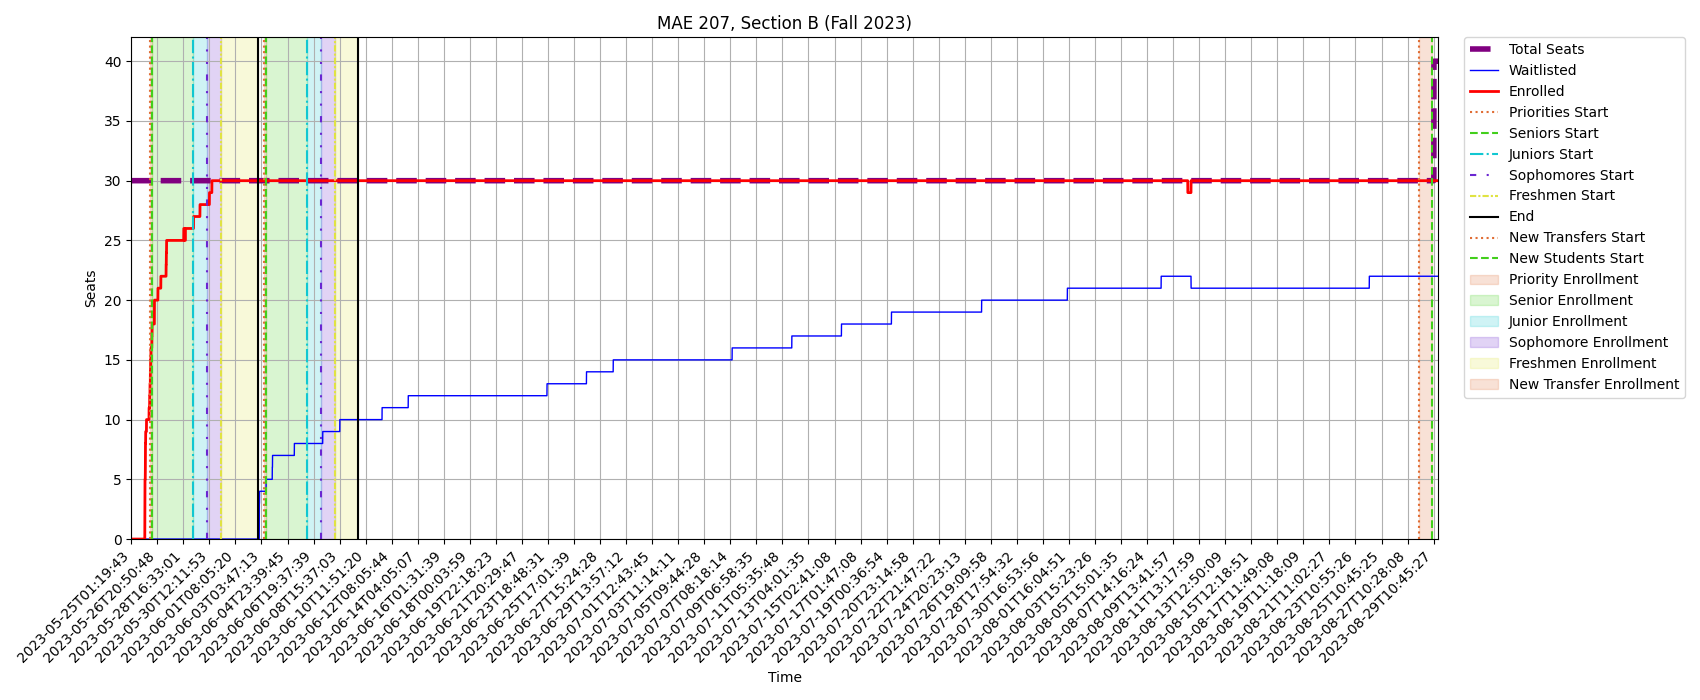 MAE 207, Section B (Fall 2023)
Seats
40
35
30
25
20
15
10
5
0
2023-05-25T01:19:43
2023-05-26T20:50:48
2023-05-28T16:33:01
2023-05-30T12:11:53
2023-06-01T08:05:20
2023-06-03T03:47:13
2023-06-04T23:39:45
2023-06-06T19:37:39
2023-06-08T15:37:03
2023-06-10T11:51:20
2023-06-12T08:05:44
2023-06-14T04:05:07
2023-06-16T01:31:39
2023-06-18T00:03:59
2023-06-19T22:18:23
2023-06-21T20:29:47
2023-06-23T18:48:31
2023-06-25T17:01:39
2023-06-27T15:24:28
2023-06-29T13:57:12
2023-07-01T12:43:45
2023-07-03T11:14:11
2023-07-05T09:44:28
2023-07-07T08:18:14
2023-07-09T06:58:35
2023-07-11T05:35:48
2023-07-13T04:01:35
2023-07-15T02:41:08
2023-07-17T01:47:08
2023-07-19T00:36:54
2023-07-20T23:14:58
2023-07-22T21:47:22
2023-07-24T20:23:13
2023-07-26T19:09:58
2023-07-28T17:54:32
2023-07-30T16:53:56
2023-08-01T16:04:51
2023-08-03T15:23:26
2023-08-05T15:01:35
2023-08-07T14:16:24
2023-08-09T13:41:57
2023-08-11T13:17:59
2023-08-13T12:50:09
2023-08-15T12:18:51
2023-08-17T11:49:08
2023-08-19T11:18:09
2023-08-21T11:02:27
2023-08-23T10:55:26
2023-08-25T10:45:25
2023-08-27T10:28:08
2023-08-29T10:45:27
Time
Total Seats
Waitlisted
Enrolled
Priorities Start
Seniors Start
Juniors Start
Sophomores Start
Freshmen Start
End
New Transfers Start
New Students Start
Priority Enrollment
Senior Enrollment
Junior Enrollment
Sophomore Enrollment
Freshmen Enrollment
New Transfer Enrollment